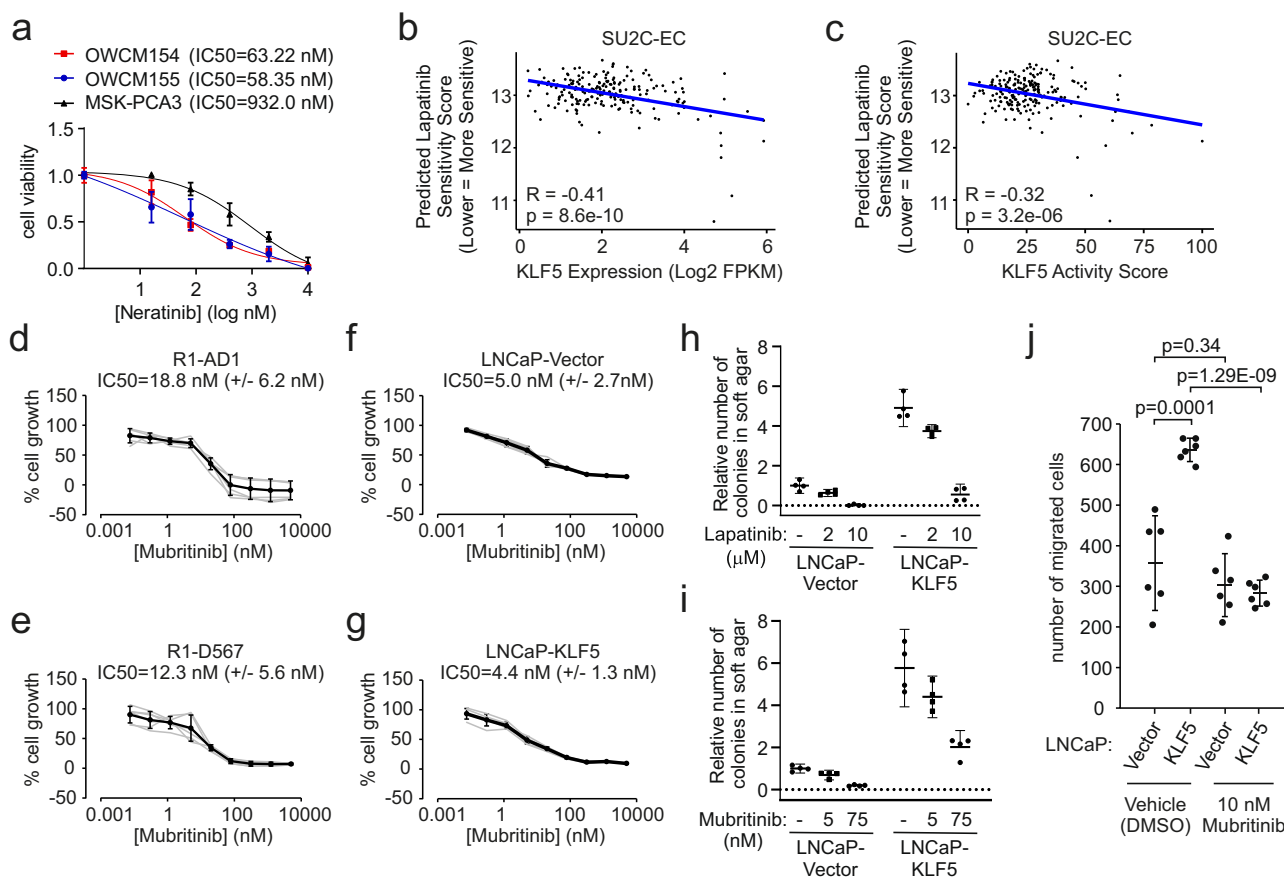 a
OWCM154 (IC50=63.22 nM)
OWCM155 (IC50=58.35 nM)
MSK-PCA3 (IC50=932.0 nM)
1.5
1.0
0.5
0.0
cell viability
1 2 3 4
[Neratinib] (log nM)
b
SU2C-EC
Predicted Lapatinib
Sensitivity Score
(Lower = More Sensitive)
13
12
11
R = -0.41
p = 8.6e-10
0 2 4 6
KLF5 Expression (Log2 FPKM)
c
SU2C-EC
Predicted Lapatinib
Sensitivity Score
(Lower = More Sensitive)
13
12
11
R = -0.32
p = 3.2e-06
0 25 50 75 100
KLF5 Activity Score
d
R1-AD1
IC50=18.8 nM (+/- 6.2 nM)
% cell growth
150
100
50
0
-50
1 100 10000
[Mubritinib] (nM)
e
R1-D567
IC50=12.3 nM (+/- 5.6 nM)
% cell growth
150
100
50
0
-50
1 100 10000
[Mubritinib] (nM)
f
LNCaP-Vector
IC50=5.0 nM (+/- 2.7nM)
% cell growth
150
100
50
0
-50
1 100 10000
[Mubritinib] (nM)
g
LNCaP-KLF5
IC50=4.4 nM (+/- 1.3 nM)
% cell growth
150
100
50
0
-50
1 100 10000
[Mubritinib] (nM)
h
Relative number of
colonies in soft agar
8
6
4
2
0
Lapatinib: - 2 10 - 2 10
(μM)
LNCaP- LNCaP-
Vector KLF5
i
Relative number of
colonies in soft agar
8
6
4
2
0
Mubritinib: - 5 75 - 5 75
(nM)
LNCaP- LNCaP-
Vector KLF5
j
p=0.34
p=1.29E-09
p=0.0001
number of migrated cells
700
600
500
400
300
200
100
0
LNCaP: Vector KLF5 Vector KLF5
Vehicle 10 nM
(DMSO) Mubritinib